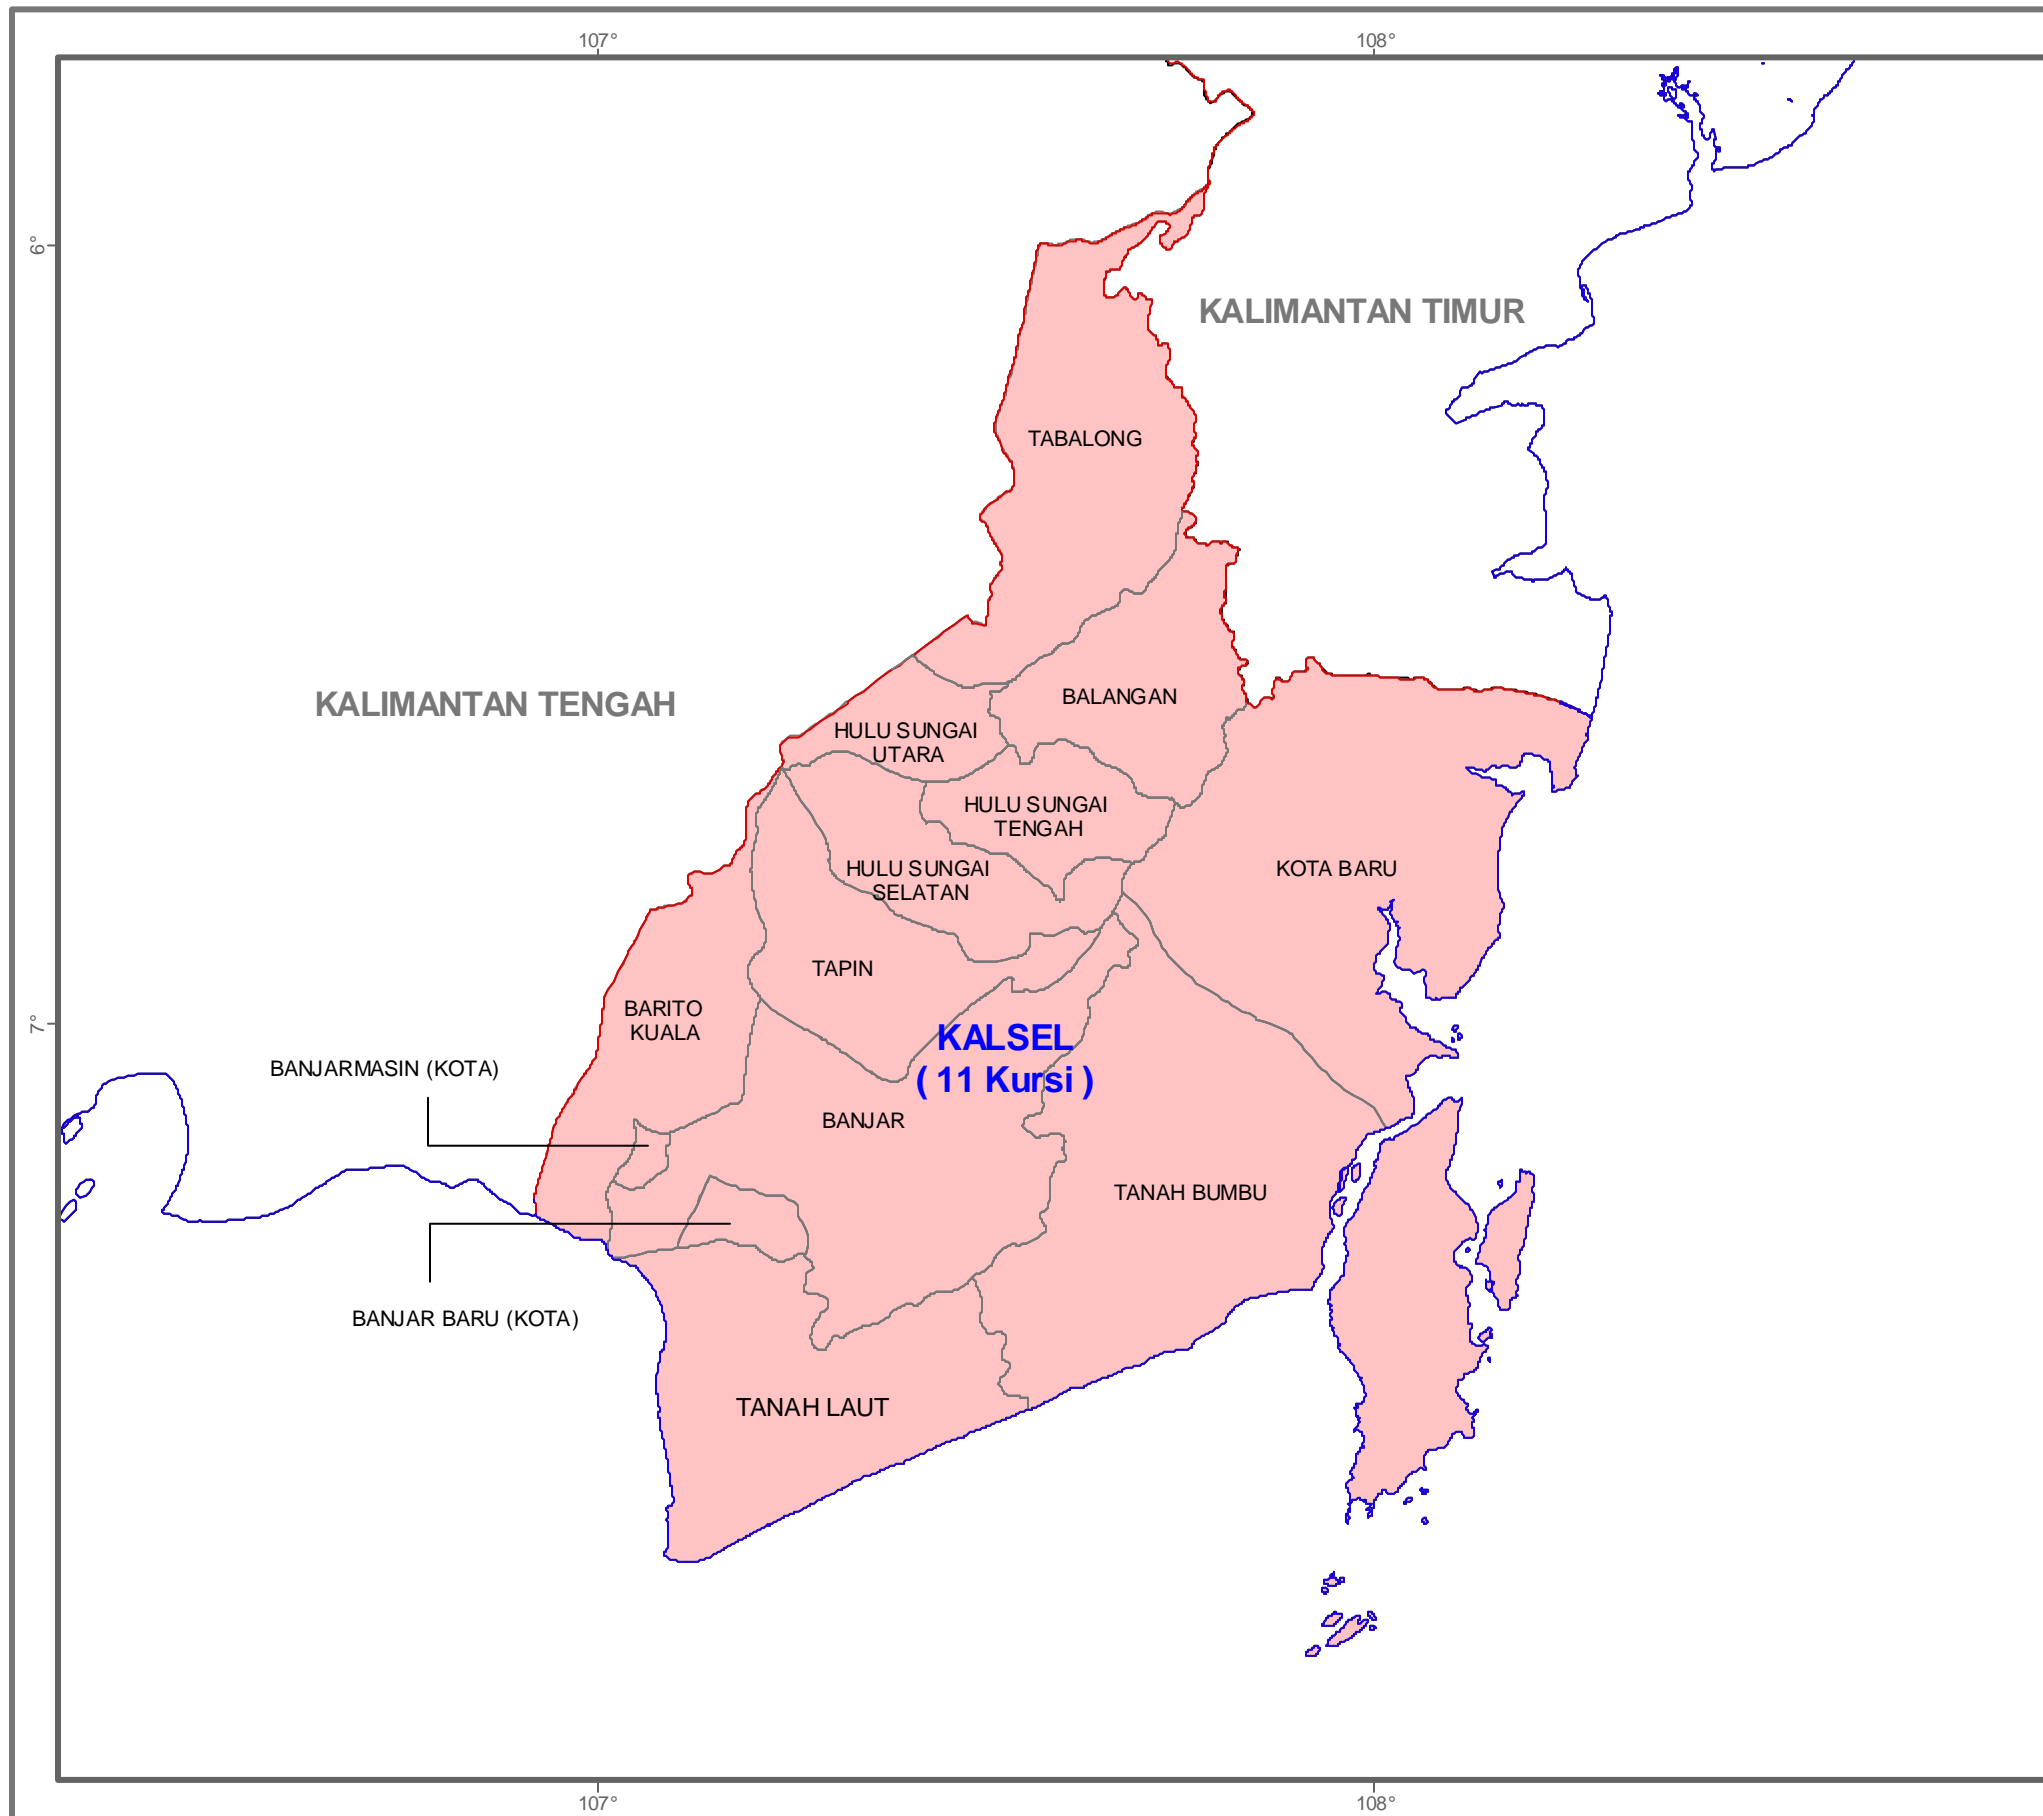 107°
108°
6°
KALIMANTAN TIMUR
TABALONG
KALIMANTAN TENGAH
BALANGAN
HULU SUNGAI
UTARA
HULU SUNGAI
TENGAH
HULU SUNGAI
SELATAN
KOTA BARU
TAPIN
BARITO
KUALA
7°
KALSEL
( 11 Kursi )
BANJARMASIN (KOTA)
BANJAR
TANAH BUMBU
BANJAR BARU (KOTA)
TANAH LAUT
107°
108°